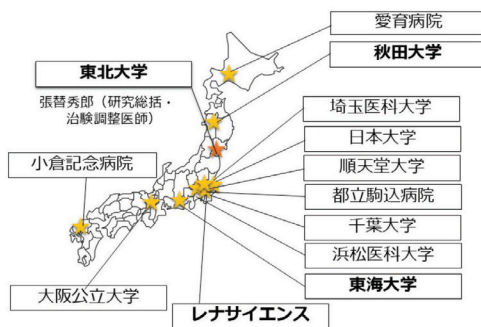 愛育病院
秋田大学
東北大学
張替秀郎（研究総括・
治験調整医師）
埼玉医科大学
日本大学
順天堂大学
都立駒込病院
千葉大学
浜松医科大学
東海大学
小倉記念病院
大阪公立大学
レナサイエンス